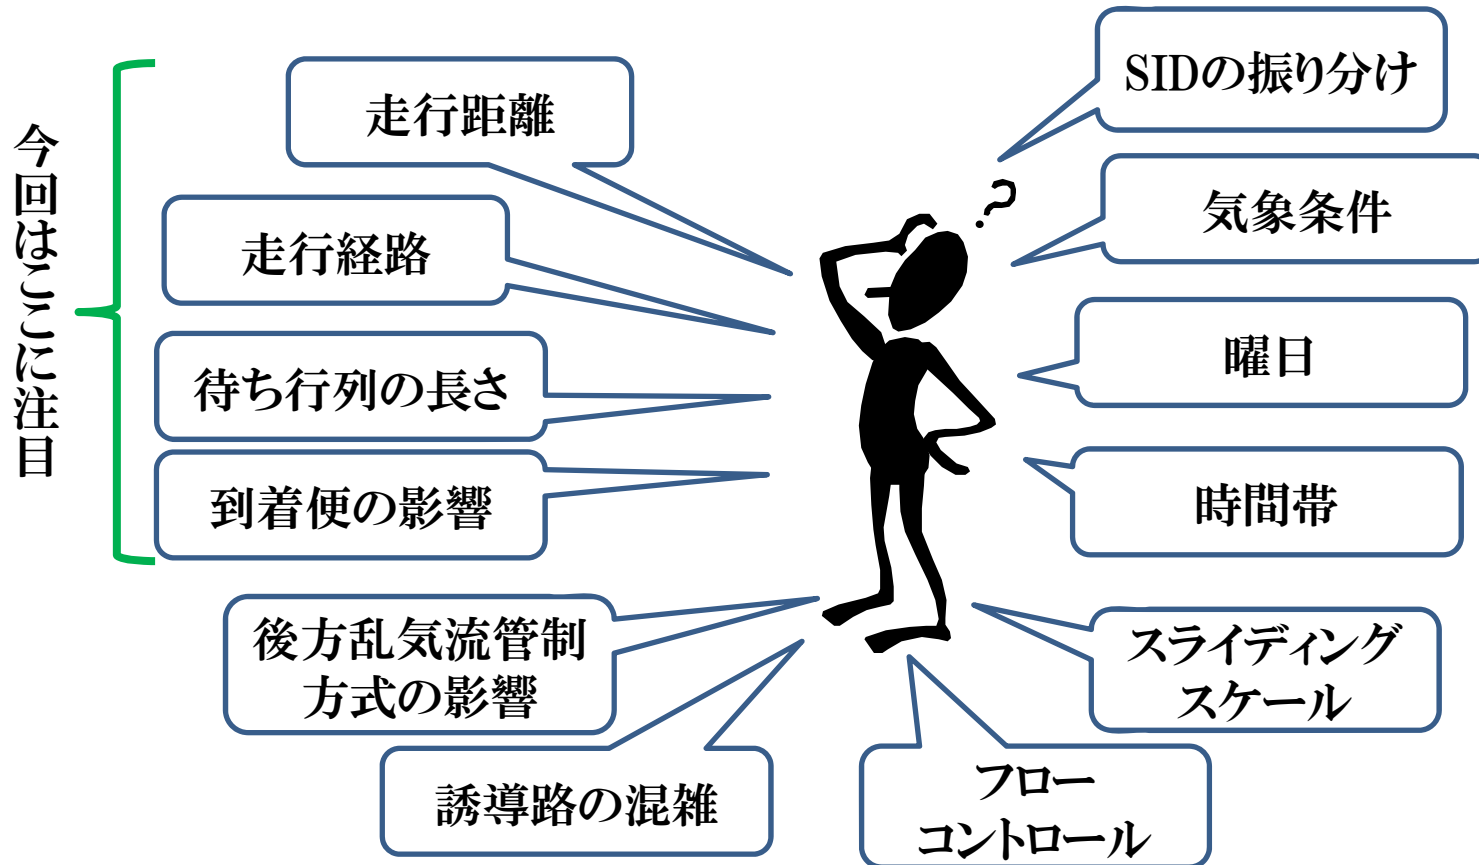 今回はここに注目
走行距離
走行経路
待ち行列の長さ
到着便の影響
後方乱気流管制
方式の影響
誘導路の混雑
SIDの振り分け
気象条件
曜日
時間帯
スライディング
スケール
フロー
コントロール
?